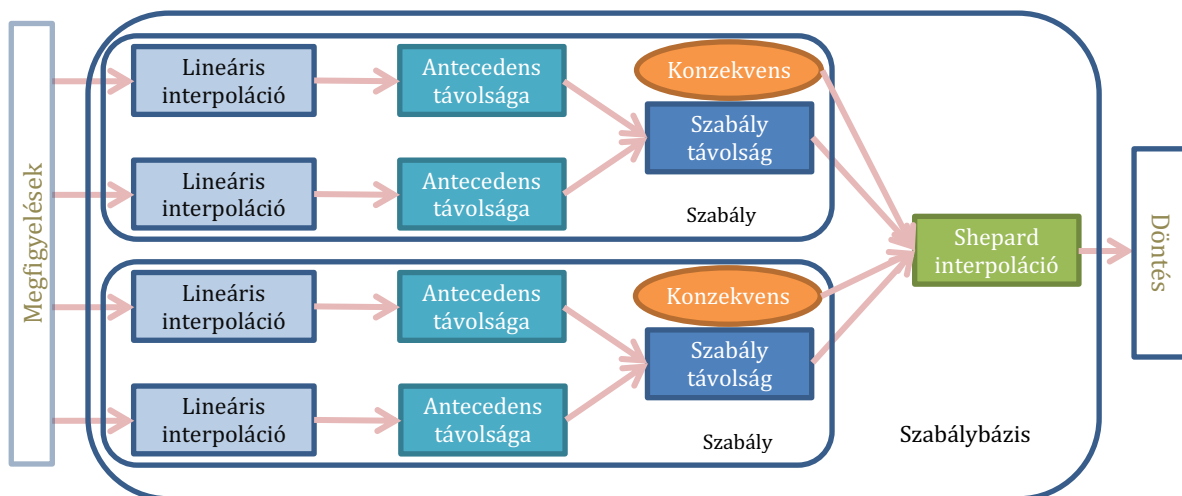 Megfigyelések
Lineáris
interpoláció
Antecedens
távolsága
Konzekvens
Szabály
távolság
Lineáris
interpoláció
Antecedens
távolsága
Szabály
Lineáris
interpoláció
Antecedens
távolsága
Konzekvens
Szabály
távolság
Lineáris
interpoláció
Antecedens
távolsága
Szabály
Shepard
interpoláció
Szabálybázis
Döntés